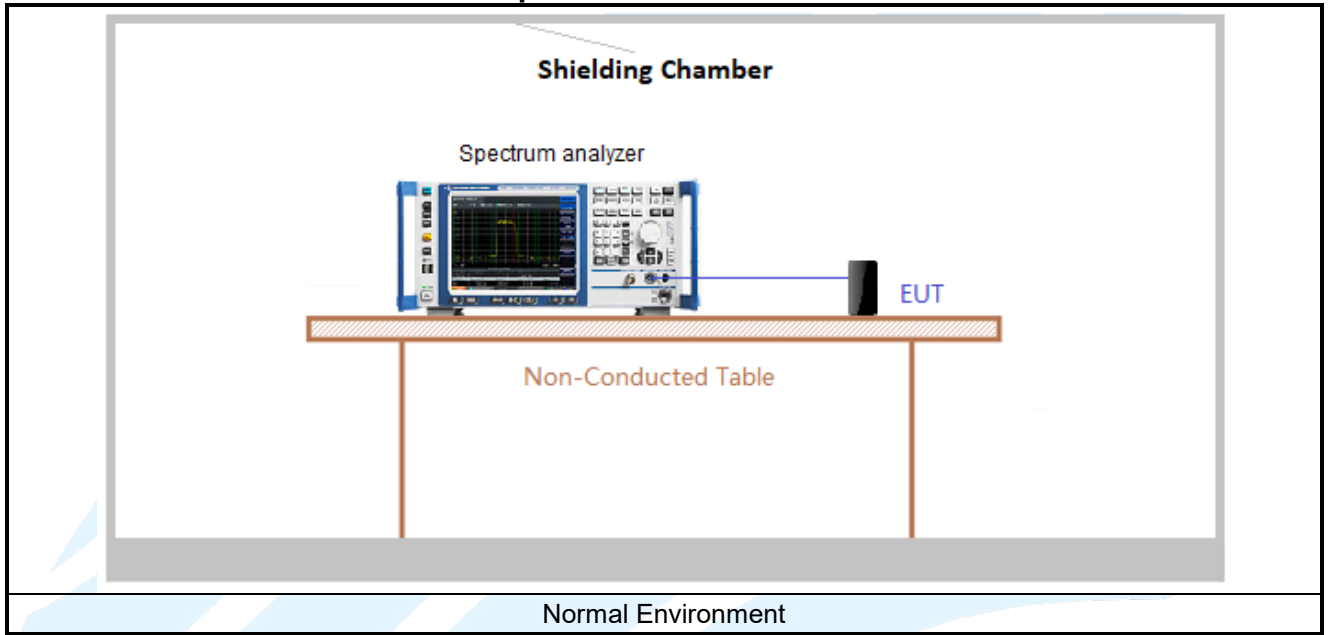 Shielding Chamber
Spectrum analyzer
EUT
Non-Conducted Table
Normal Environment